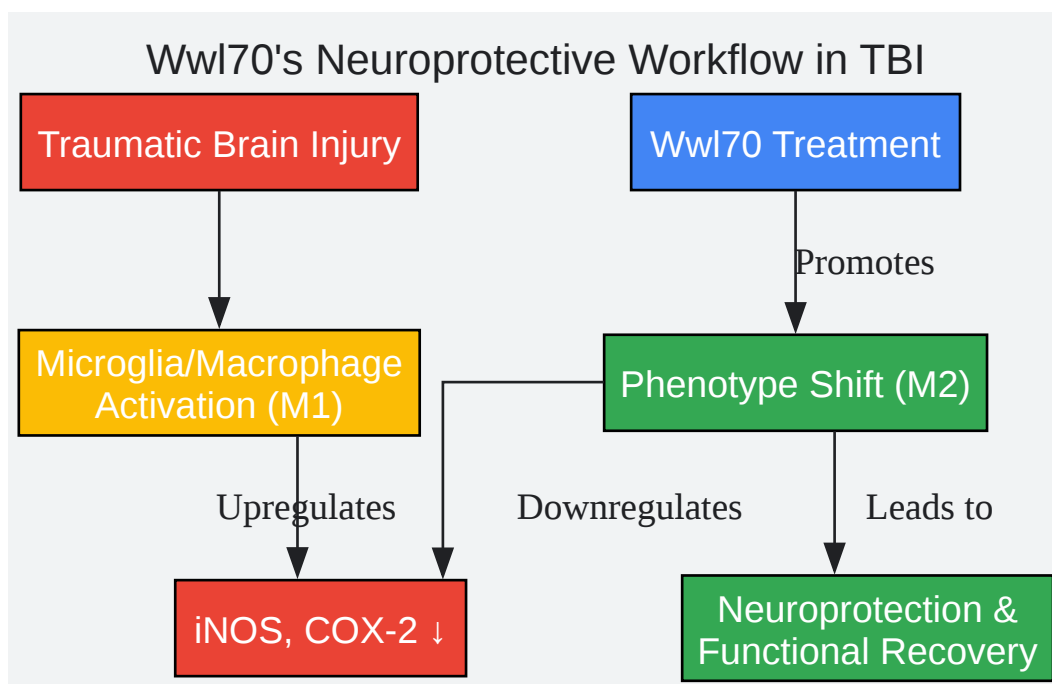 Wwl70's Neuroprotective Workflow in TBI
Traumatic Brain Injury
Wwl70 Treatment
Promotes
Microglia/Macrophage
Activation (M1)
Phenotype Shift (M2)
Upregulates
Downregulates
Leads to
iNOS, COX-2 ↓
Neuroprotection &
Functional Recovery